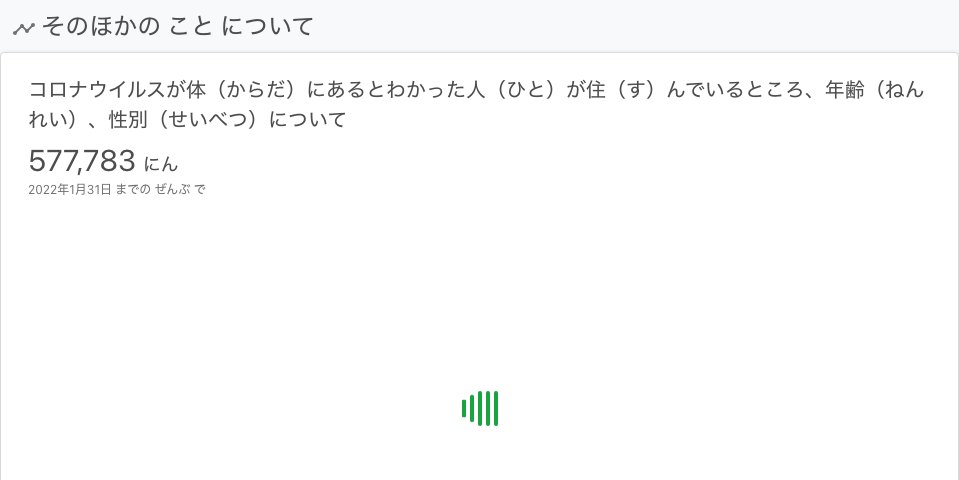 そのほかの こと について
コロナウイルスが体（からだ）にあるとわかった人（ひと）が住（す）んでいるところ、年齢（ねん
れい）、性別（せいべつ）について
577,783 にん
2022年1月31日 までの ぜんぶ で